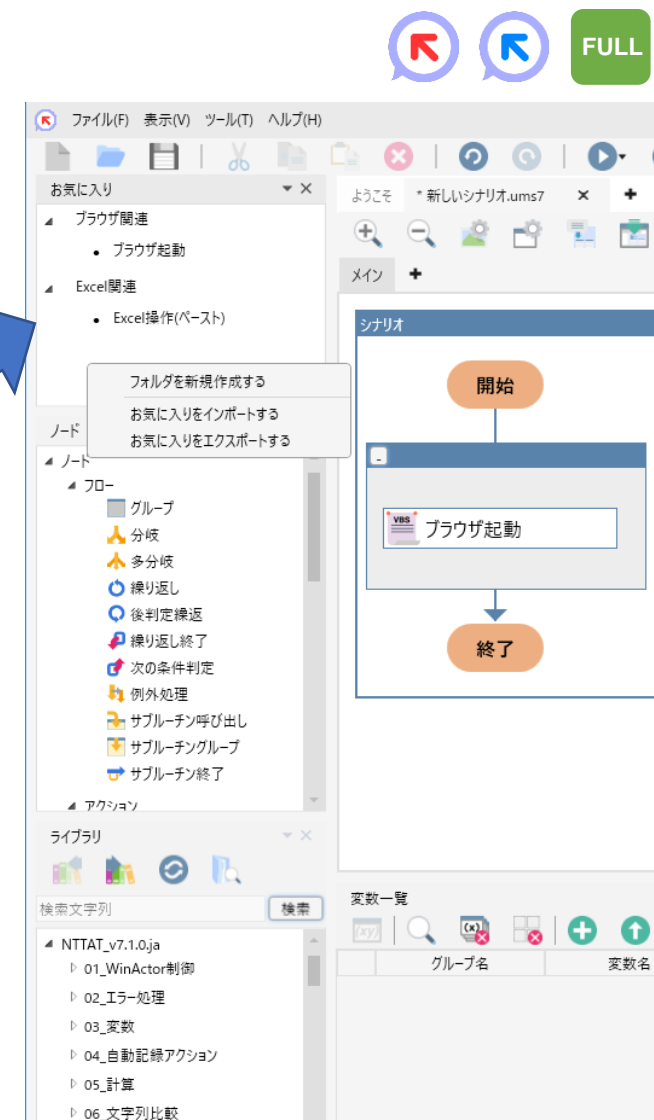 FULL
ファイル(F) 表示(V) ツール(T) ヘルプ(H)
お気に入り
ブラウザ関連
ブラウザ起動
Excel関連
Excel操作(ペースト)
フォルダを新規作成する
お気に入りをインポートする
お気に入りをエクスポートする
ノード
ノード
フロー
グループ
分岐
多分岐
繰り返し
後判定繰返
繰り返し終了
次の条件判定
例外処理
サブルーチン呼び出し
サブルーチングループ
サブルーチン終了
アクション
ライブラリ
検索文字列 検索
NTTAT_v7.1.0.ja
01_WinActor制御
02_エラー処理
03_変数
04_自動記録アクション
05_計算
06_文字列比較
ようこそ * 新しいシナリオ.ums7
メイン
シナリオ
開始
VBS ブラウザ起動
終了
変数一覧
グループ名 変数名